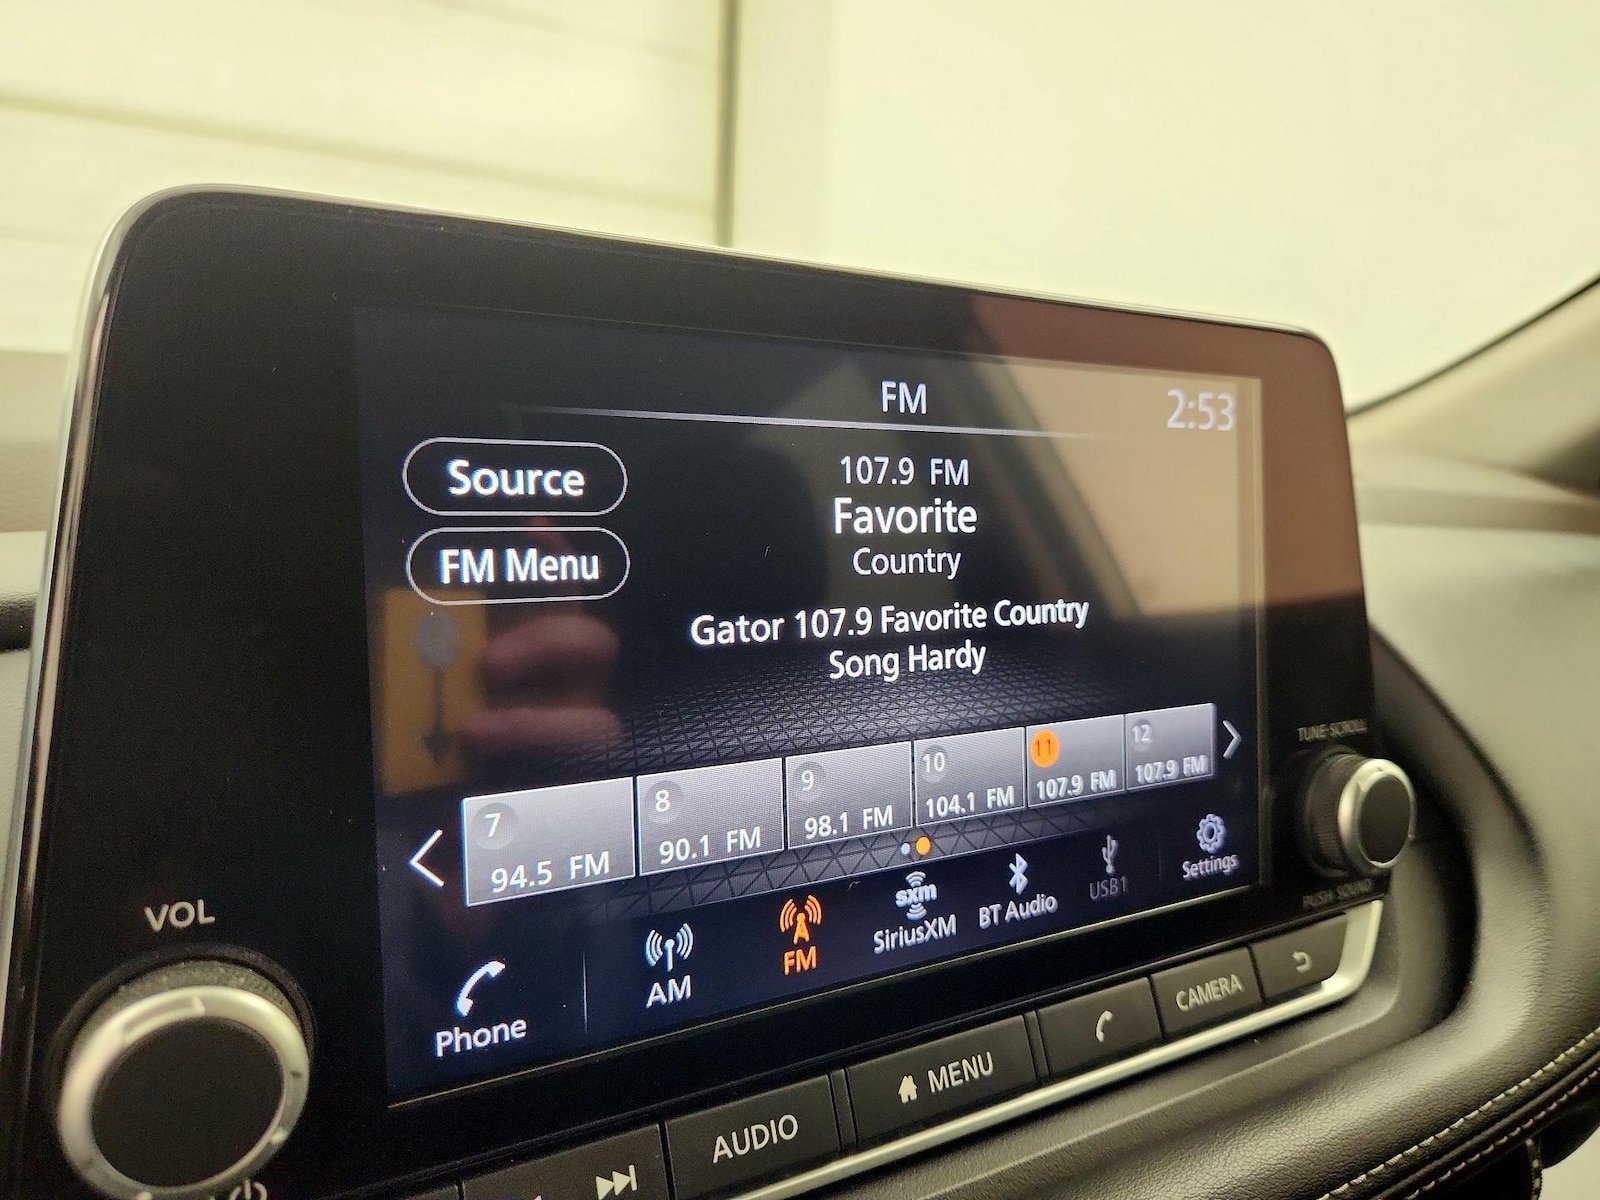 FM
2:53
Source
107.9 FM
Favorite
Country
FM Menu
Gator 107.9 Favorite Country
Song Hardy
7
94.5 FM
8
90.1 FM
9
98.1 FM
10
104.1 FM
11
107.9 FM
12
107.9 FM
Phone
AM
FM
sxm
SiriusXM
BT Audio
USB1
Settings
VOL
TUNE·SCROLL
PUSH SOUND
AUDIO
MENU
CAMERA